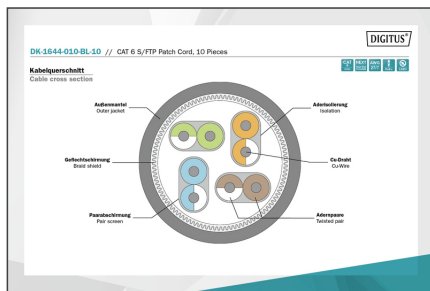 DIGITUS®
DK-1644-010-BL-10 // CAT 6 S/FTP Patch Cord, 10 Pieces
Kabelquerschnitt
Cable cross section
Außenmantel
Outer jacket
Aderisolierung
Isolation
Geflechtschirmung
Braid shield
Cu-Draht
Cu-Wire
Paarabschirmung
Pair screen
Adernpaare
Twisted pair